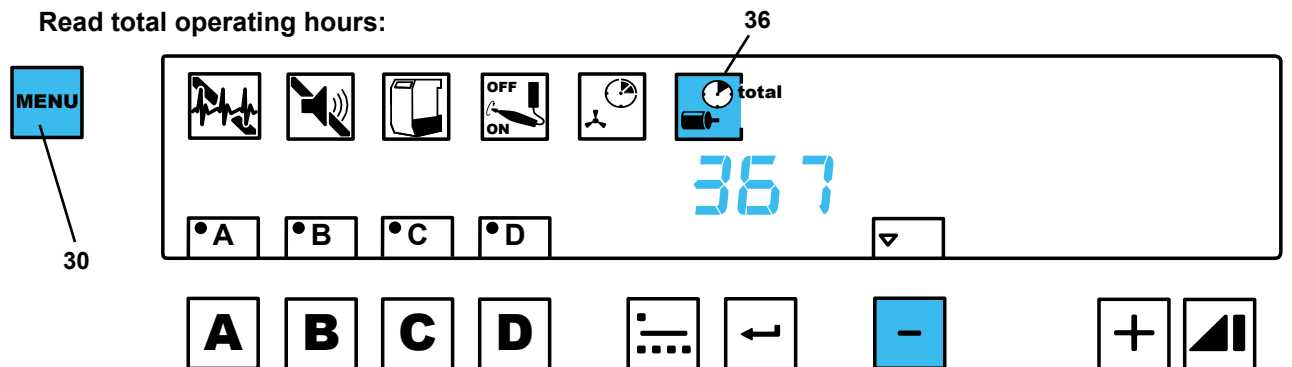 Read total operating hours:
36
MENU
OFF
ON
total
367
A B C D
30
A B C D - +